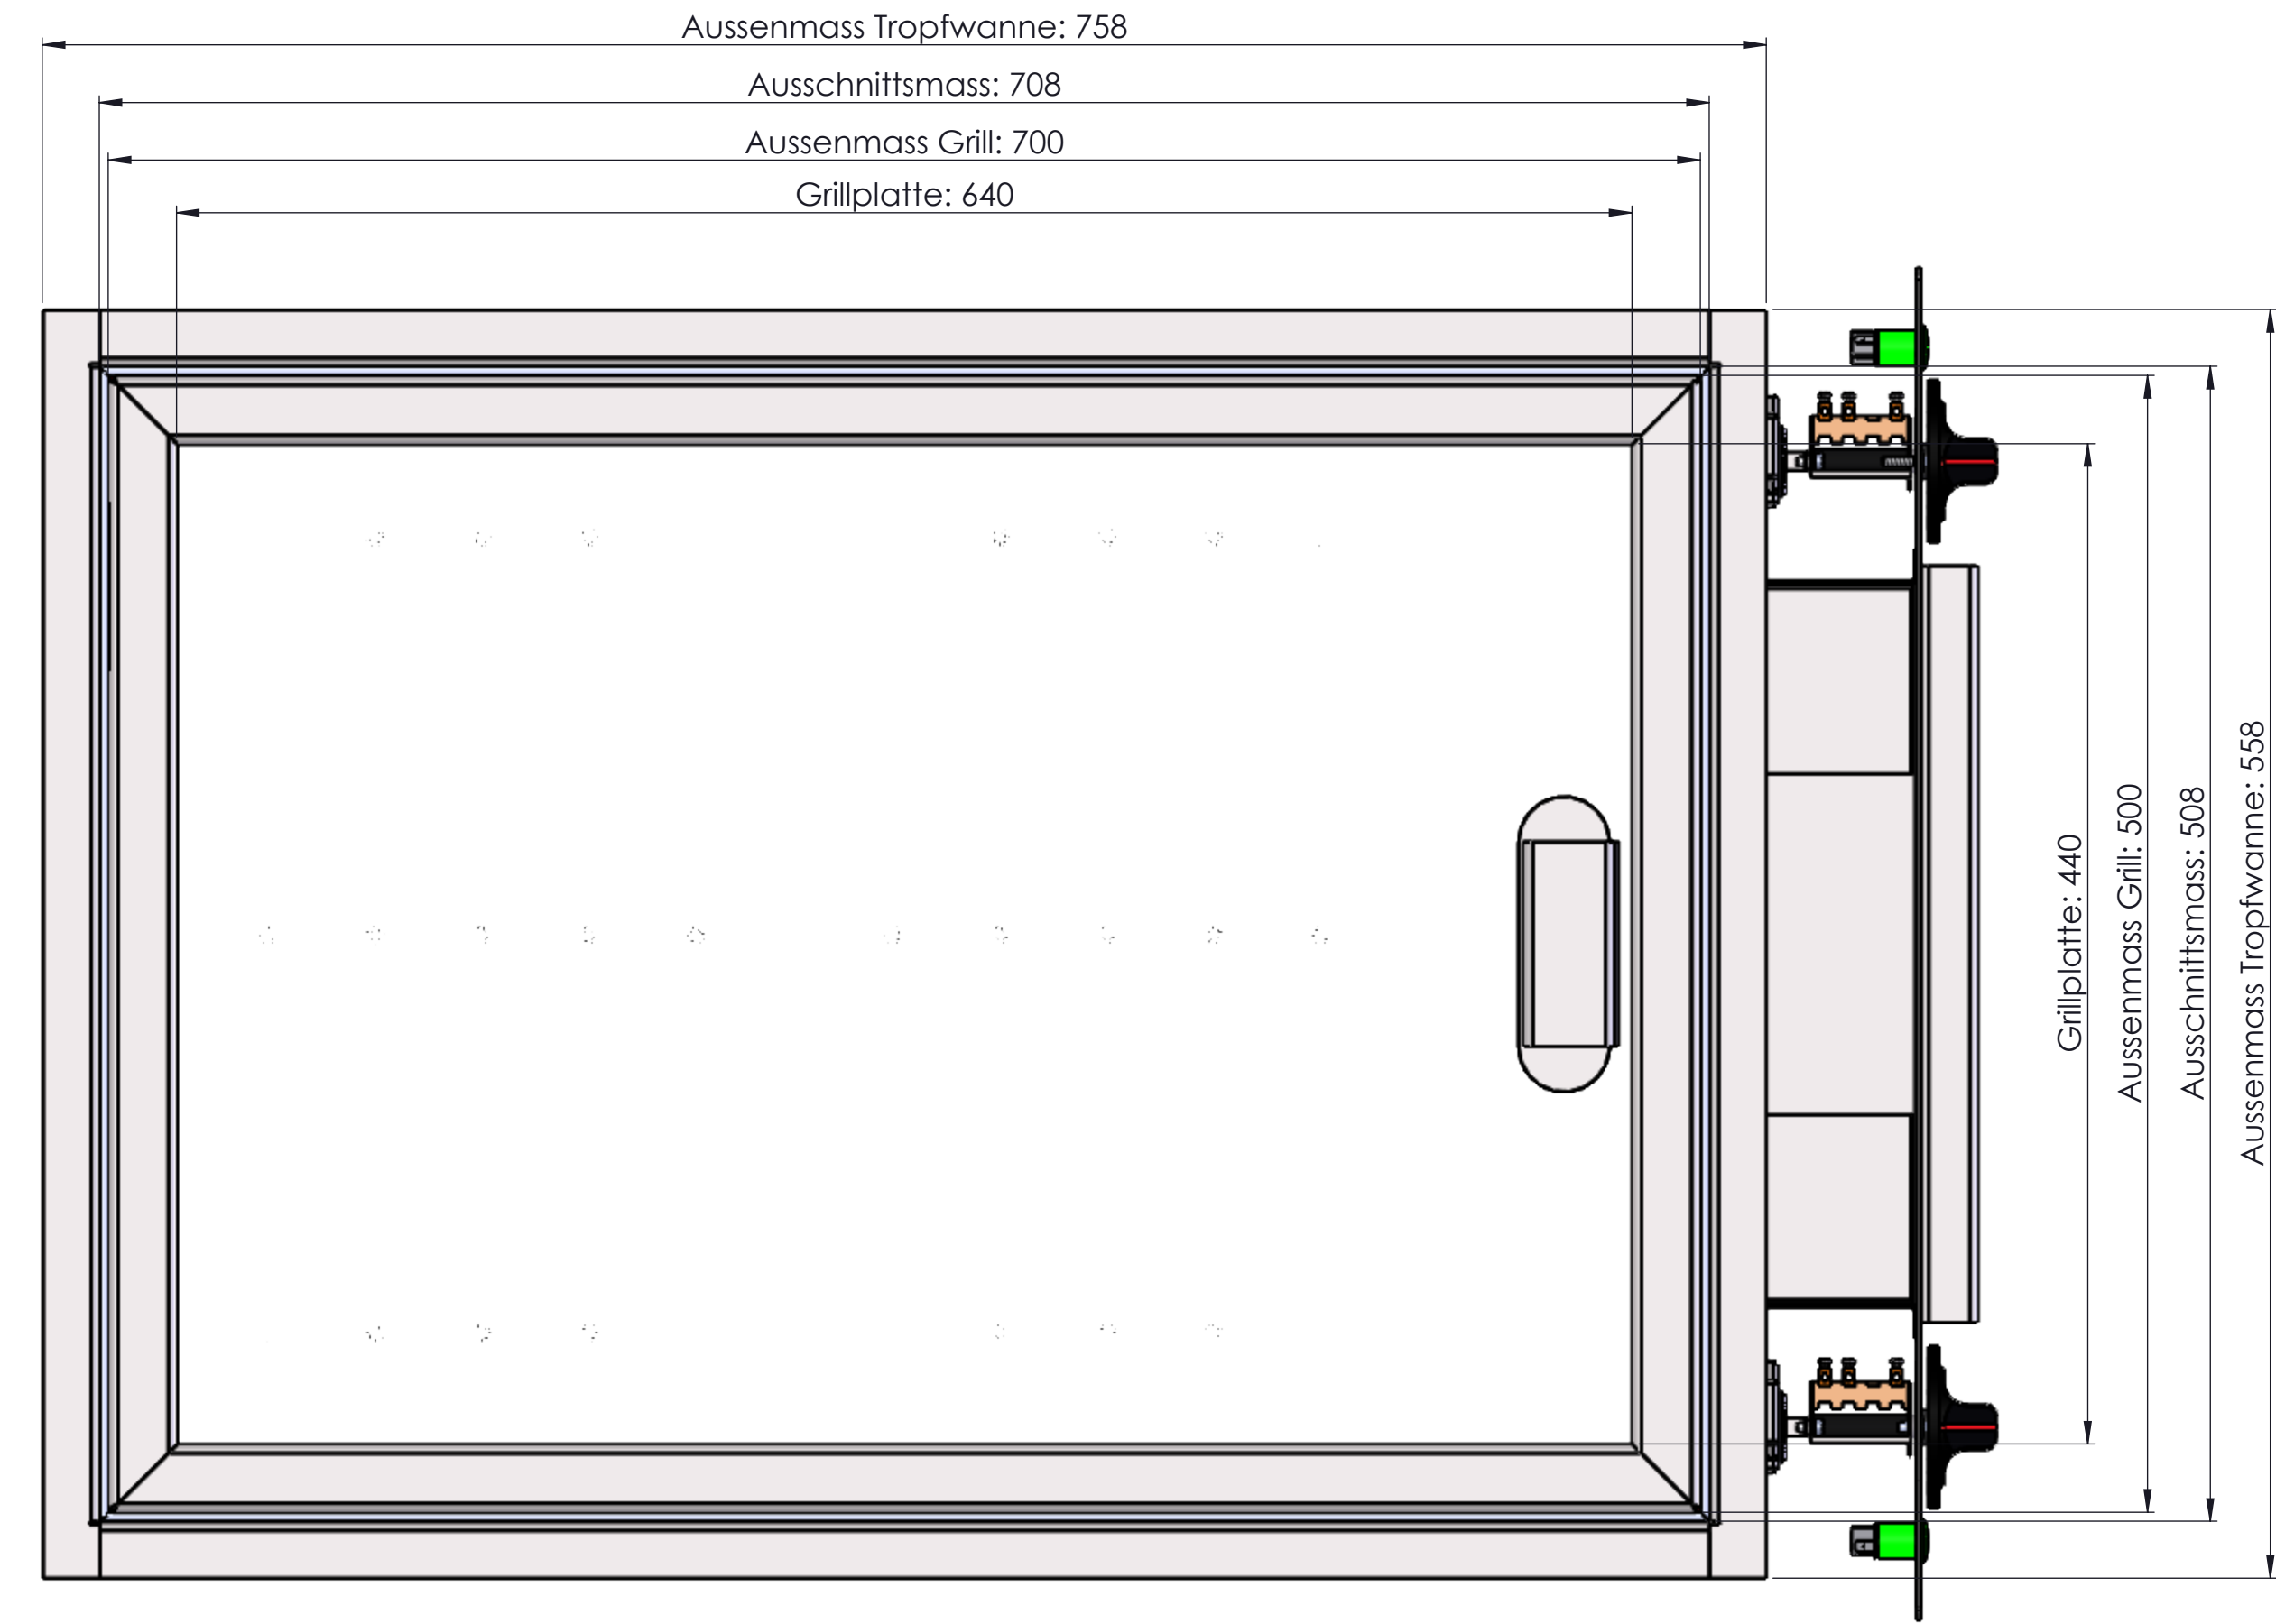 Aussenmass Tropfwanne: 758
Ausschnittsmass: 708
Aussenmass Grill: 700
Grillplatte: 640
Grillplatte: 440
Aussenmass Grill: 500
Ausschnittsmass: 508
Aussenmass Tropfwanne: 558